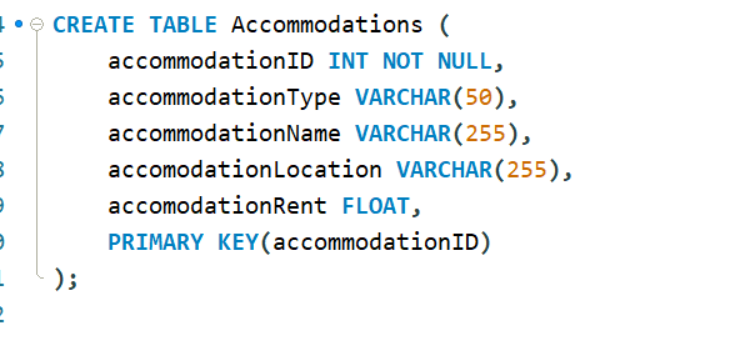 CREATE TABLE Accommodations (
accommodationID INT NOT NULL,
accommodationType VARCHAR(50),
accommodationName VARCHAR(255),
accomodationLocation VARCHAR(255),
accomodationRent FLOAT,
PRIMARY KEY(accommodationID)
);